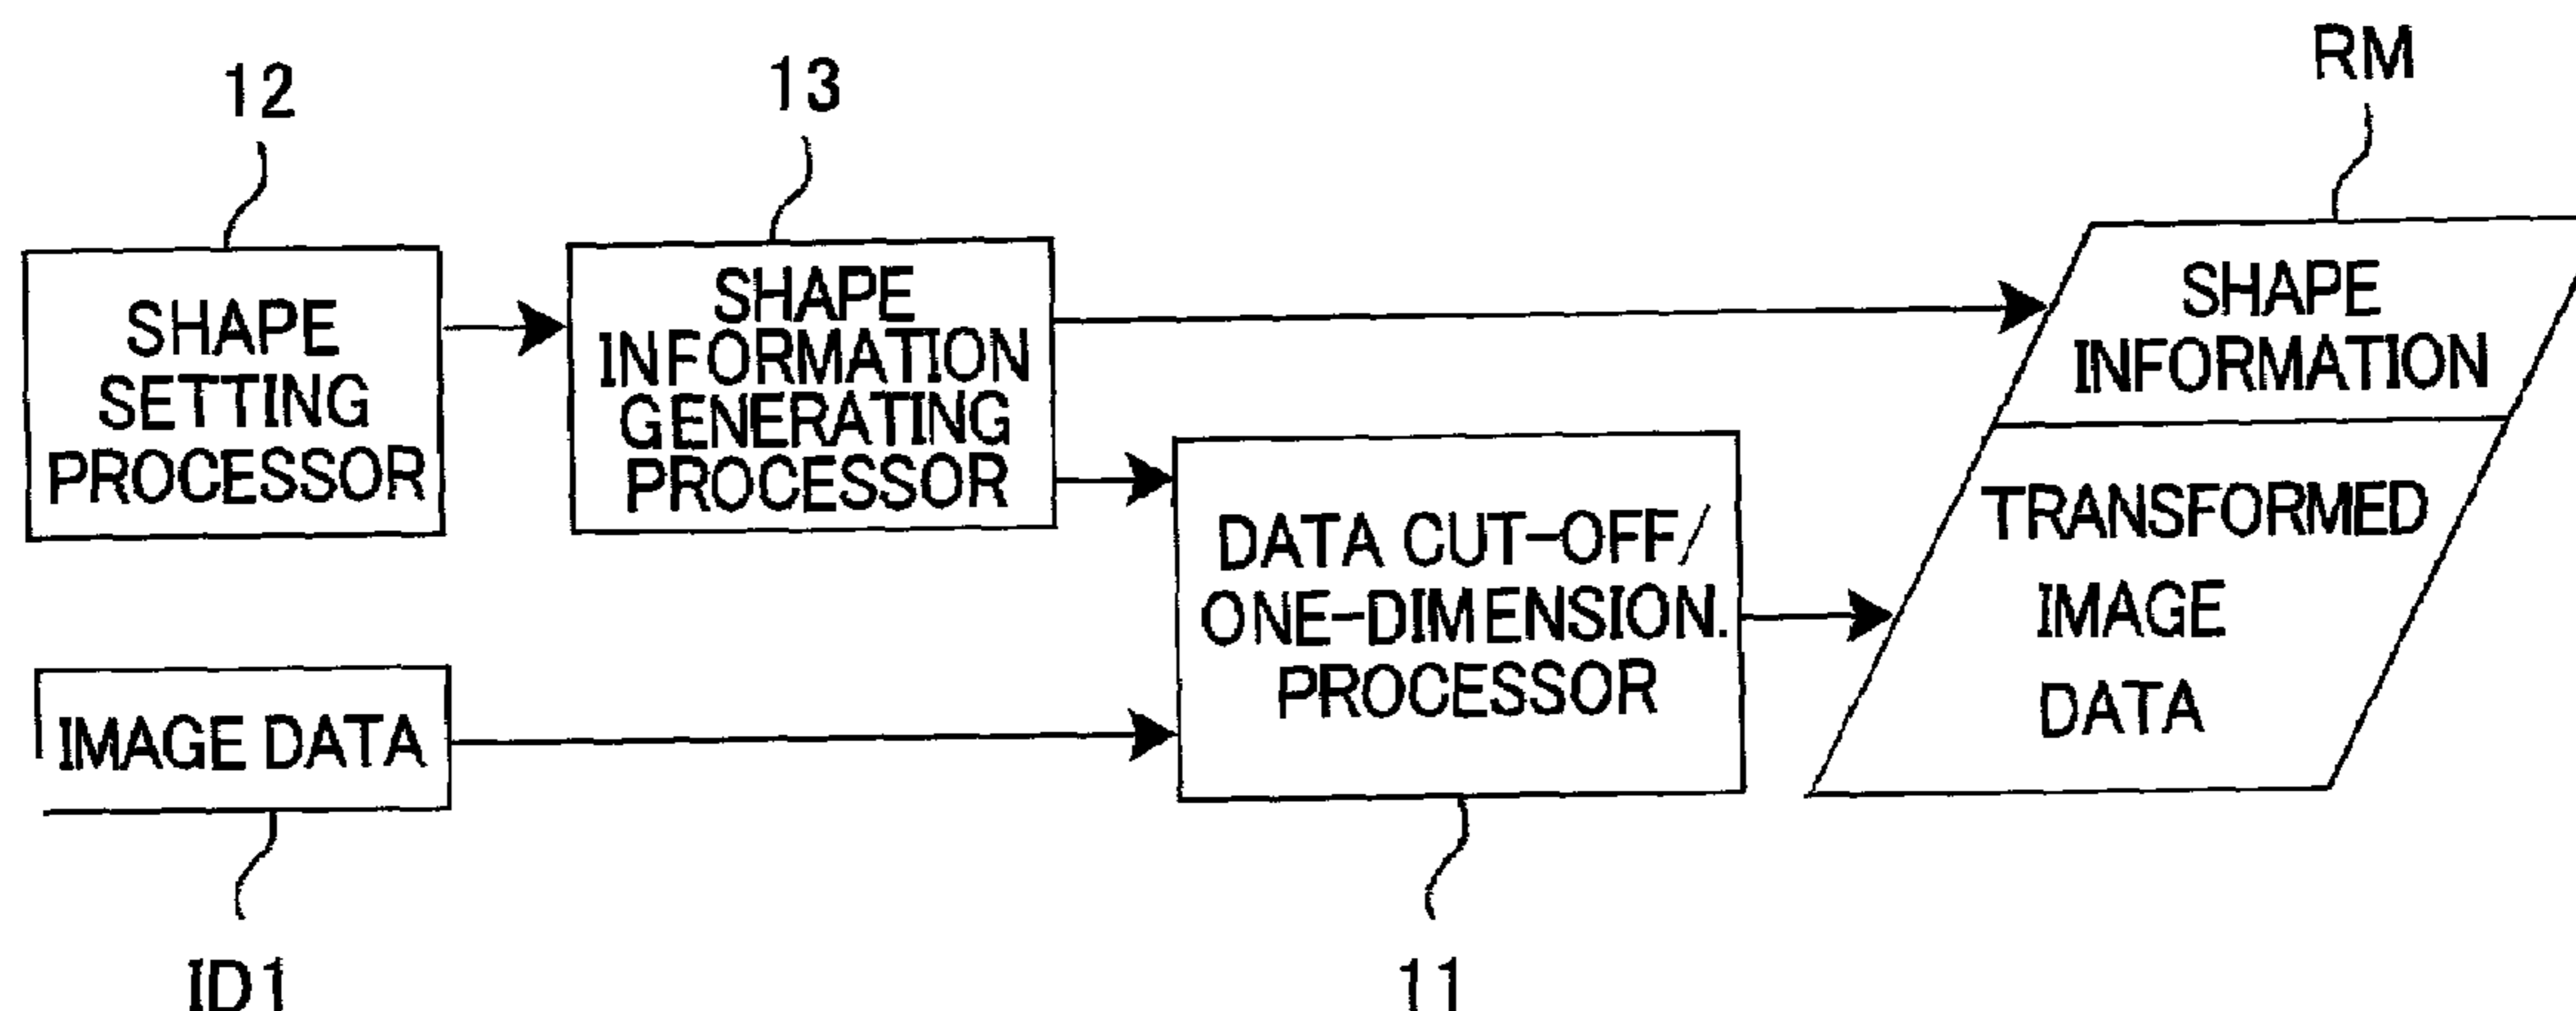 12
13
RM
SHAPE
SETTING
PROCESSOR
SHAPE
INFORMATION
GENERATING
PROCESSOR
SHAPE
INFORMATION
DATA CUT-OFF/
ONE-DIMENSION.
PROCESSOR
TRANSFORMED
IMAGE
DATA
IMAGE DATA
ID1
11